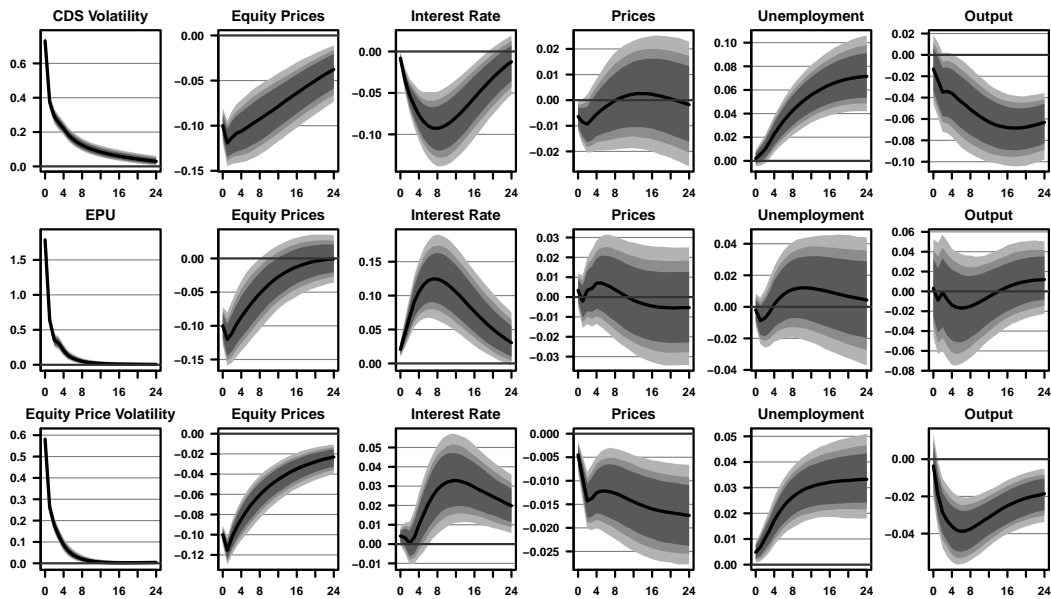 CDS Volatility
0.6
0.4
0.2
0.0
0 4 8 16 24
Equity Prices
0.00
−0.05
−0.10
−0.15
0 4 8 16 24
Interest Rate
0.00
−0.05
−0.10
0 4 8 16 24
Prices
0.02
0.01
0.00
−0.01
−0.02
0 4 8 16 24
Unemployment
0.10
0.08
0.06
0.04
0.02
0.00
0 4 8 16 24
Output
0.02
0.00
−0.02
−0.04
−0.06
−0.08
−0.10
0 4 8 16 24
EPU
1.5
1.0
0.5
0.0
0 4 8 16 24
Equity Prices
0.00
−0.05
−0.10
−0.15
0 4 8 16 24
Interest Rate
0.15
0.10
0.05
0.00
0 4 8 16 24
Prices
0.03
0.02
0.01
0.00
−0.01
−0.02
−0.03
0 4 8 16 24
Unemployment
0.04
0.02
0.00
−0.02
−0.04
0 4 8 16 24
Output
0.06
0.04
0.02
0.00
−0.02
−0.04
−0.06
−0.08
0 4 8 16 24
Equity Price Volatility
0.6
0.5
0.4
0.3
0.2
0.1
0.0
0 4 8 16 24
Equity Prices
0.00
−0.02
−0.04
−0.06
−0.08
−0.10
−0.12
0 4 8 16 24
Interest Rate
0.05
0.04
0.03
0.02
0.01
0.00
−0.01
0 4 8 16 24
Prices
0.000
−0.005
−0.010
−0.015
−0.020
−0.025
0 4 8 16 24
Unemployment
0.05
0.04
0.03
0.02
0.01
0.00
0 4 8 16 24
Output
0.00
−0.02
−0.04
0 4 8 16 24